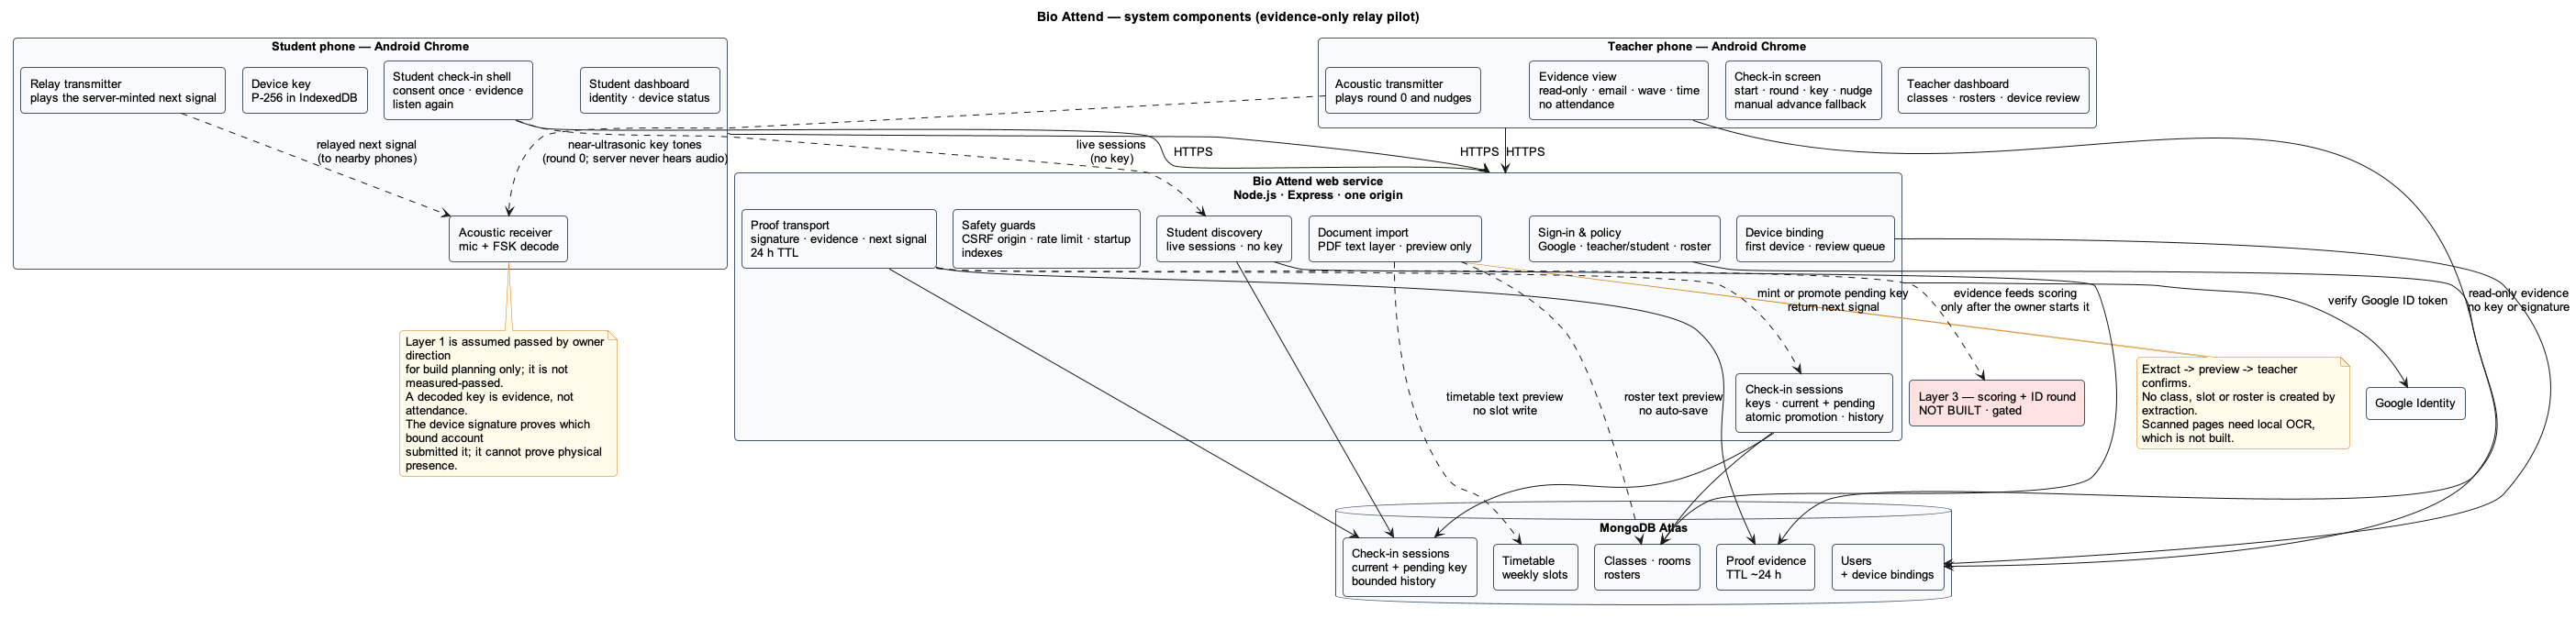 Bio Attend — system components (evidence-only relay pilot)
Student phone — Android Chrome
Relay transmitter
plays the server-minted next signal
Device key
P-256 in IndexedDB
Student check-in shell
consent once · evidence
listen again
Student dashboard
identity · device status
Teacher phone — Android Chrome
Acoustic transmitter
plays round 0 and nudges
Evidence view
read-only · email · wave · time
no attendance
Check-in screen
start · round · key · nudge
manual advance fallback
Teacher dashboard
classes · rosters · device review
relayed next signal
(to nearby phones)
near-ultrasonic key tones
(round 0; server never hears audio)
live sessions
(no key)
HTTPS
HTTPS
HTTPS
Acoustic receiver
mic + FSK decode
Bio Attend web service
Node.js · Express · one origin
Proof transport
signature · evidence · next signal
24 h TTL
Safety guards
CSRF origin · rate limit · startup
indexes
Student discovery
live sessions · no key
Document import
PDF text layer · preview only
Sign-in & policy
Google · teacher/student · roster
Device binding
first device · review queue
mint or promote pending key
return next signal
evidence feeds scoring
only after the owner starts it
verify Google ID token
read-only evidence
no key or signature
Layer 1 is assumed passed by owner
direction
for build planning only; it is not
measured-passed.
A decoded key is evidence, not
attendance.
The device signature proves which
bound account
submitted it; it cannot prove physical
presence.
timetable text preview
no slot write
roster text preview
no auto-save
Check-in sessions
keys · current + pending
atomic promotion · history
Layer 3 — scoring + ID round
NOT BUILT · gated
Extract -> preview -> teacher
confirms.
No class, slot or roster is created by
extraction.
Scanned pages need local OCR,
which is not built.
Google Identity
MongoDB Atlas
Check-in sessions
current + pending key
bounded history
Timetable
weekly slots
Classes · rooms
rosters
Proof evidence
TTL ~24 h
Users
+ device bindings